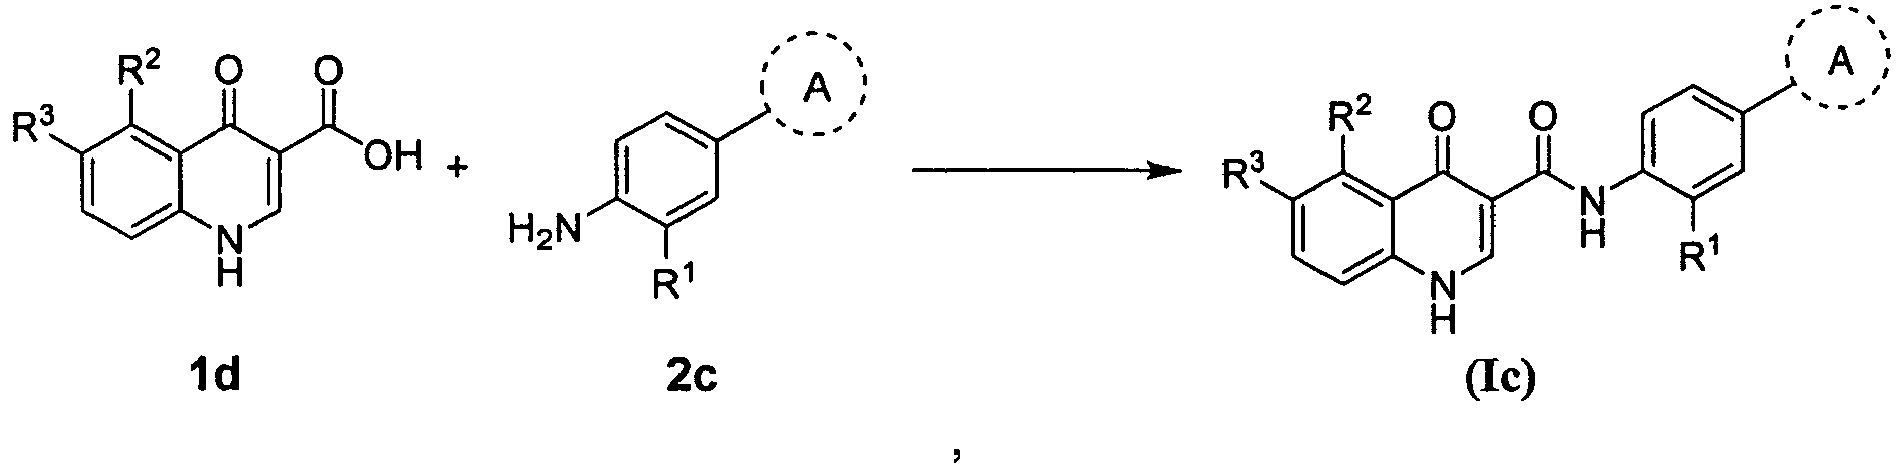 R² O O
R³ OH
N
H
1d
+
A
H₂N
R¹
2c
R² O O
R³
N
H
N
H
R¹
A
(Ic)
,